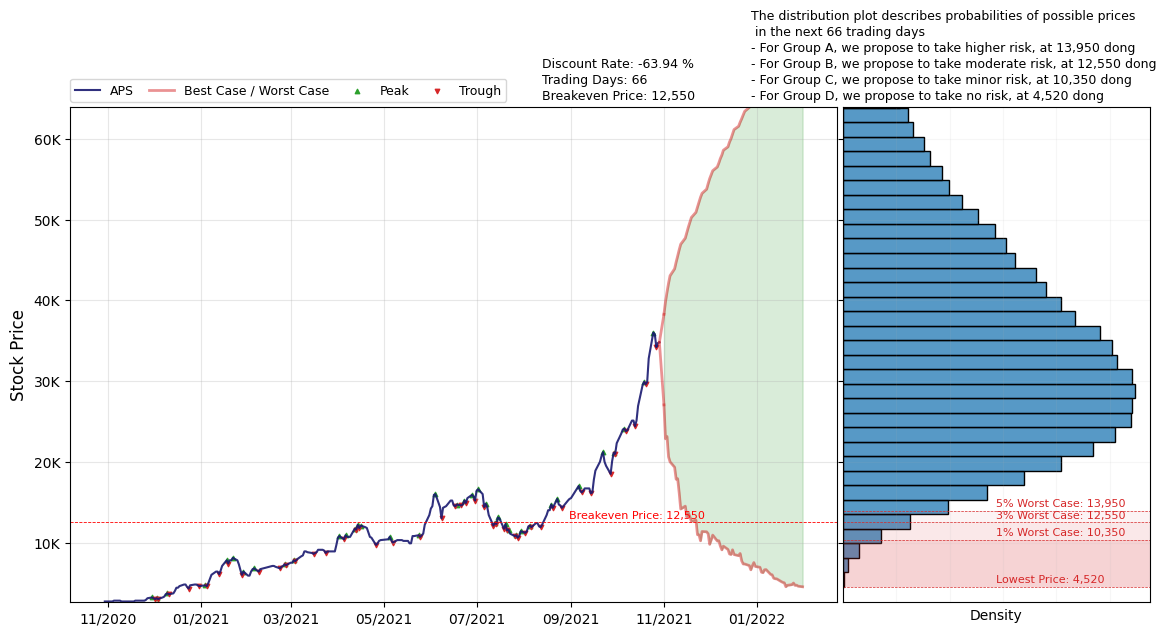 The distribution plot describes probabilities of possible prices
in the next 66 trading days
- For Group A, we propose to take higher risk, at 13,950 dong
- For Group B, we propose to take moderate risk, at 12,550 dong
- For Group C, we propose to take minor risk, at 10,350 dong
- For Group D, we propose to take no risk, at 4,520 dong
Discount Rate: -63.94 %
Trading Days: 66
Breakeven Price: 12,550
APS
Best Case / Worst Case
Peak
Trough
Stock Price
60K
50K
40K
30K
20K
10K
Breakeven Price: 12,550
5% Worst Case: 13,950
3% Worst Case: 12,550
1% Worst Case: 10,350
Lowest Price: 4,520
11/2020
01/2021
03/2021
05/2021
07/2021
09/2021
11/2021
01/2022
Density